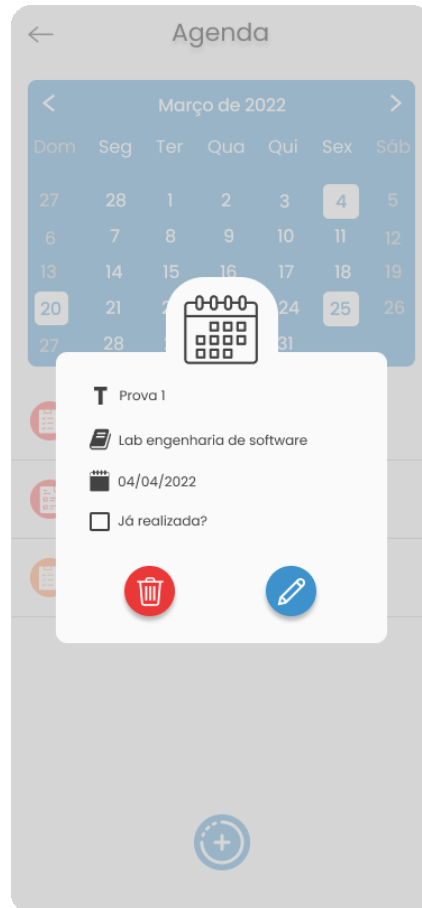 Agenda
Março de 2022
Dom Seg Ter Qua Qui Sex Sáb
27 28 1 2 3 4 5
6 7 8 9 10 11 12
13 14 15 16 17 18 19
20 21 24 25 26
27 28 31
T Prova 1
Lab engenharia de software
04/04/2022
Já realizada?